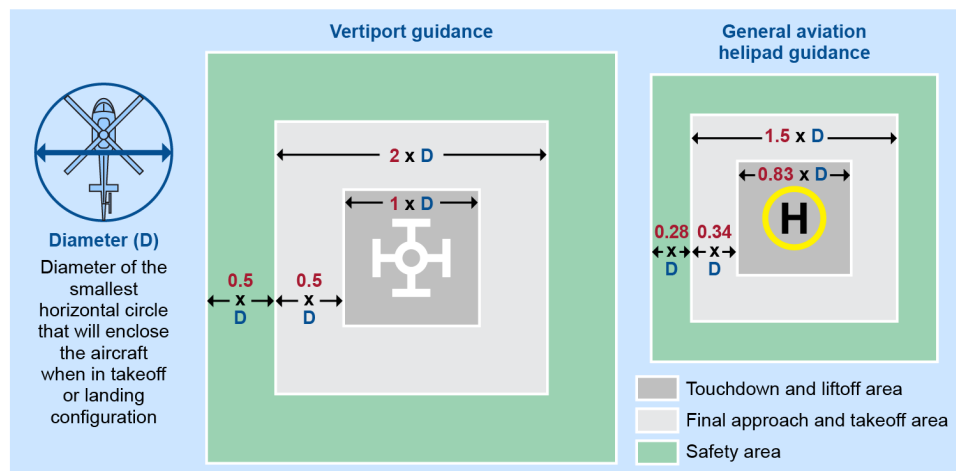 Vertiport guidance
General aviation
helipad guidance
Diameter (D)
Diameter of the
smallest
horizontal circle
that will enclose
the aircraft
when in takeoff
or landing
configuration
2 x D
1 x D
0.5
x
D
0.5
x
D
1.5 x D
0.83 x D
H
0.28
x
D
0.34
x
D
Touchdown and liftoff area
Final approach and takeoff area
Safety area